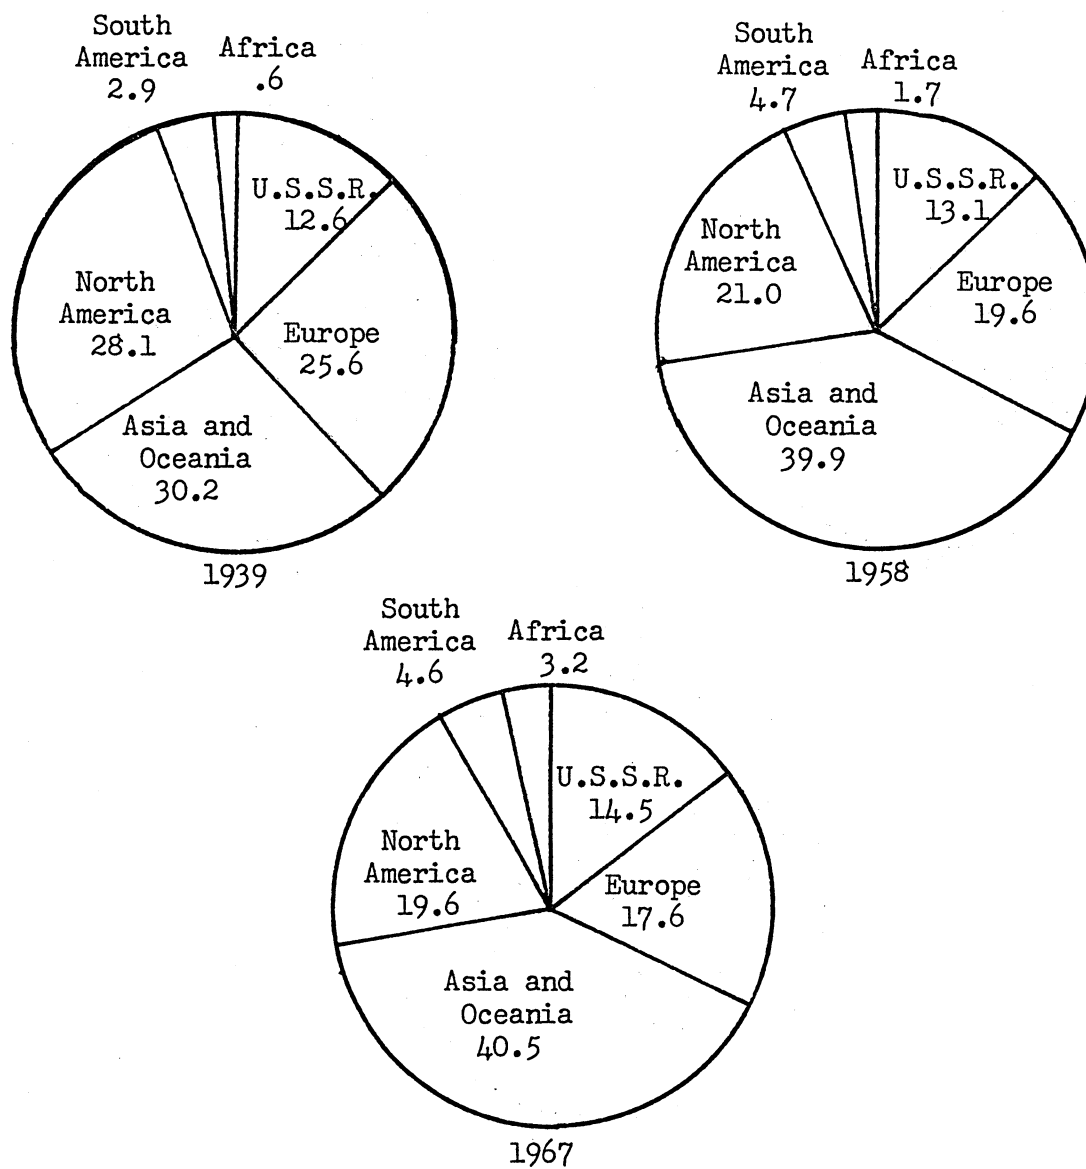 South
America
2.9
Africa
.6
U.S.S.R.
12.6
Europe
25.6
Asia and
Oceania
30.2
North
America
28.1
1939
South
America
4.7
Africa
1.7
U.S.S.R.
13.1
Europe
19.6
Asia and
Oceania
39.9
North
America
21.0
1958
South
America
4.6
Africa
3.2
U.S.S.R.
14.5
Europe
17.6
Asia and
Oceania
40.5
North
America
19.6
1967